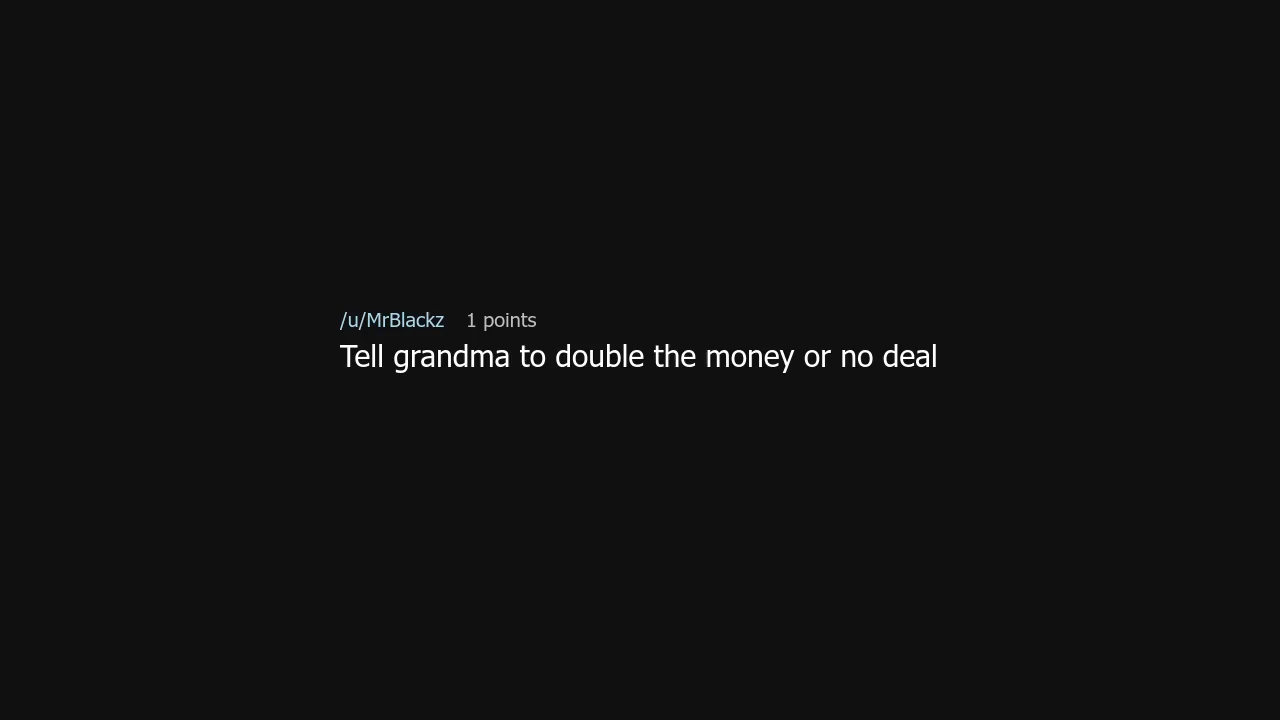 /u/MrBlackz 1 points
Tell grandma to double the money or no deal